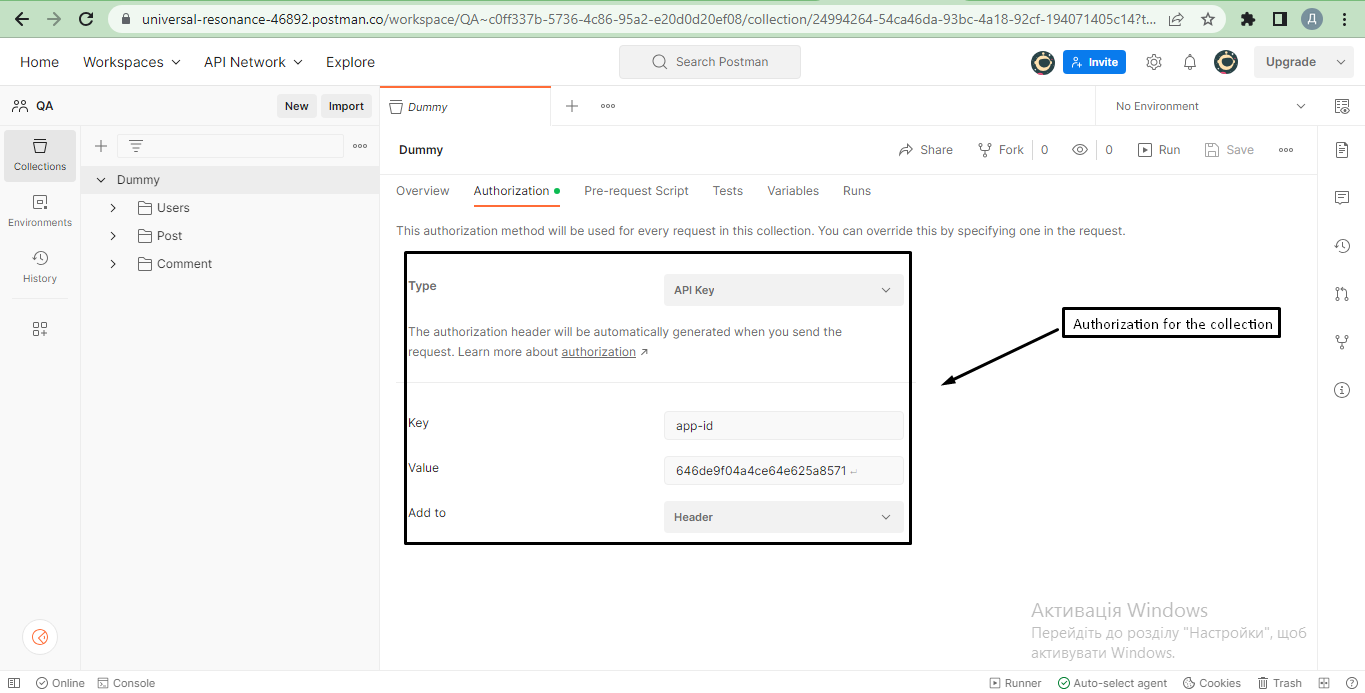 universal-resonance-46892.postman.co/workspace/QA~c0ff337b-5736-4c86-95a2-e20d0d20ef08/collection/24994264-54ca46da-93bc-4a18-92cf-194071405c14?t...
Д
Home
Workspaces
API Network
Explore
Search Postman
Invite
Upgrade
QA
New
Import
Dummy
No Environment
Collections
Environments
History
Dummy
Users
Post
Comment
Dummy
Share
Fork
0
0
Run
Save
Overview
Authorization
Pre-request Script
Tests
Variables
Runs
This authorization method will be used for every request in this collection. You can override this by specifying one in the request.
Type
API Key
The authorization header will be automatically generated when you send the
request. Learn more about authorization ↗
Authorization for the collection
Key
app-id
Value
646de9f04a4ce64e625a8571
Add to
Header
Активація Windows
Перейдіть до розділу "Настройки", щоб
активувати Windows.
Online
Console
Runner
Auto-select agent
Cookies
Trash